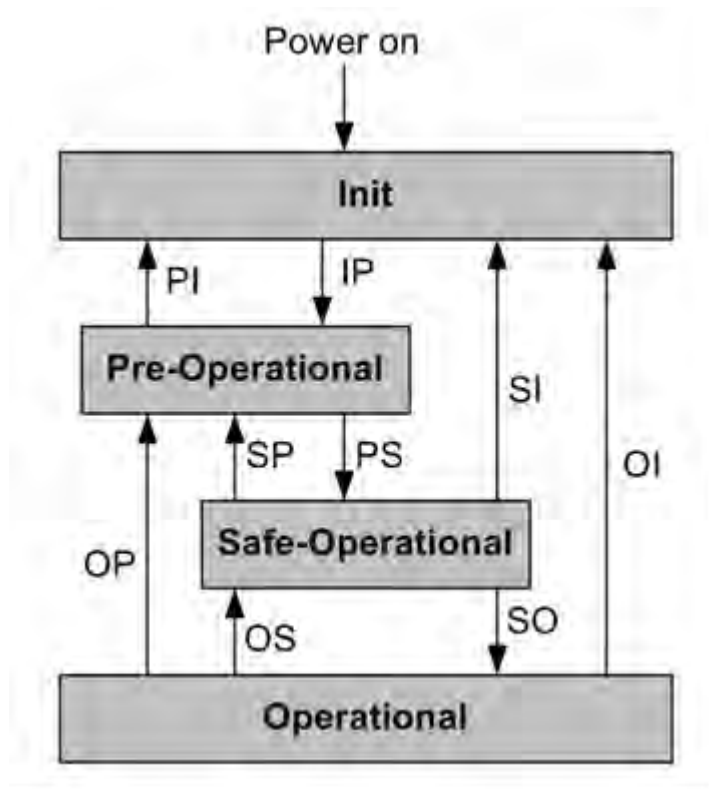 Power on
Init
PI
IP
Pre-Operational
SI
SP
PS
OI
Safe-Operational
OP
OS
SO
Operational